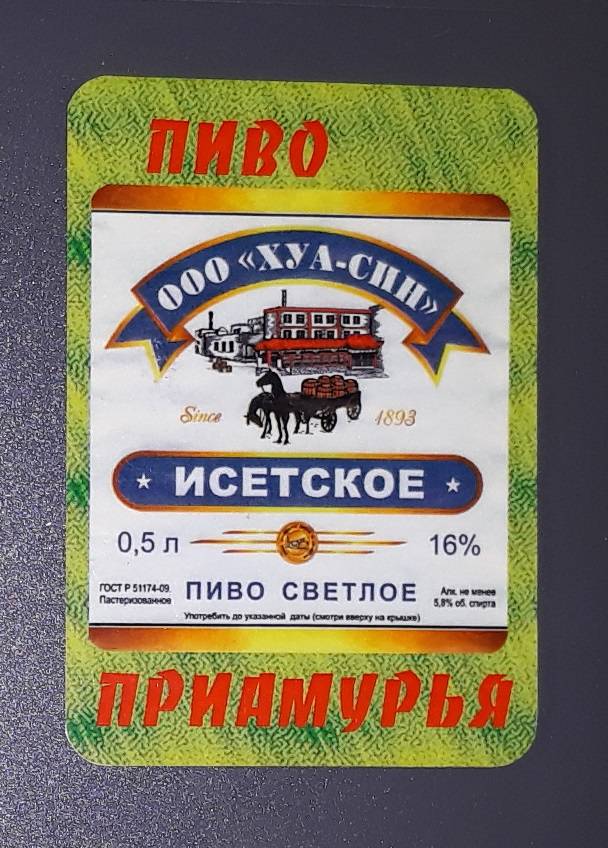 ПИВО
ООО «ХУА-СИН»
Since 1893
★ ИСЕТСКОЕ ★
0,5 л 16%
ГОСТ Р 51174-09.
Пастеризованное
ПИВО СВЕТЛОЕ
Алк. не менее
5,8% об. спирта
Употребить до указанной даты (смотри вверху на крышке)
ПРИАМУРЬЯ